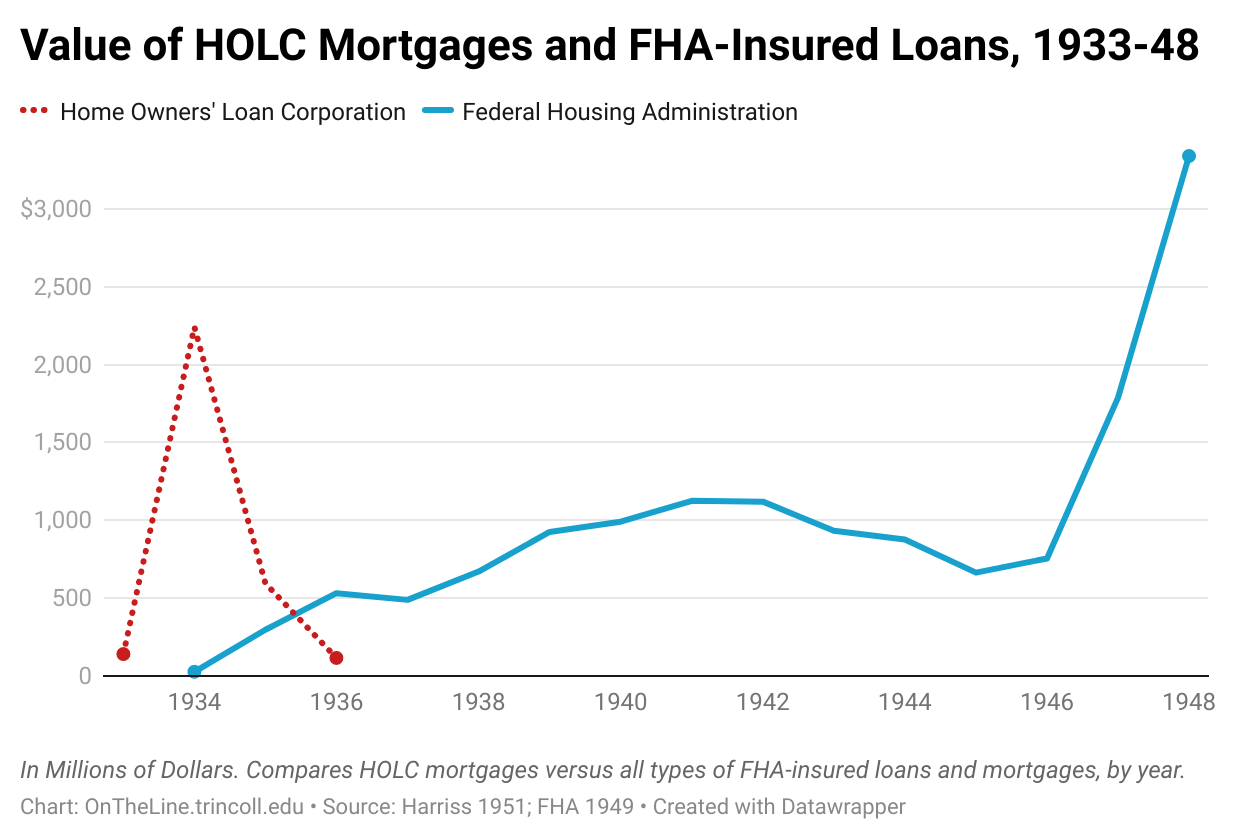 Value of HOLC Mortgages and FHA-Insured Loans, 1933-48
Home Owners' Loan Corporation Federal Housing Administration
$3,000
2,500
2,000
1,500
1,000
500
0
1934 1936 1938 1940 1942 1944 1946 1948
In Millions of Dollars. Compares HOLC mortgages versus all types of FHA-insured loans and mortgages, by year.
Chart: OnTheLine.trincoll.edu • Source: Harriss 1951; FHA 1949 • Created with Datawrapper